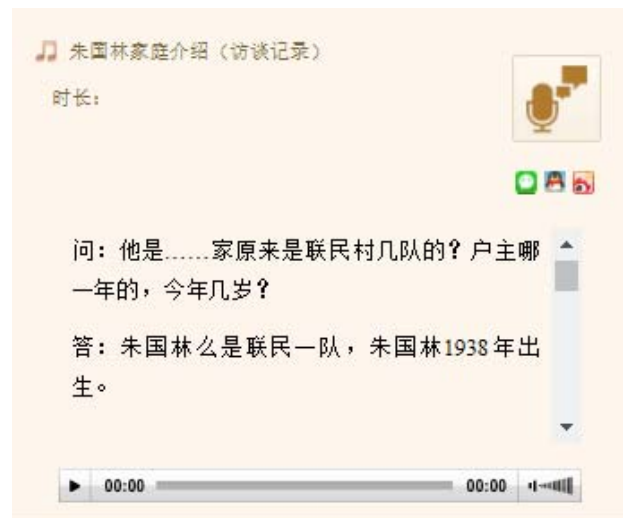 朱国林家庭介绍（访谈记录）
时长：
问：他是……家原来是联民村几队的？户主哪
一年的，今年几岁？
答：朱国林么是联民一队，朱国林1938年出
生。
00:00 00:00